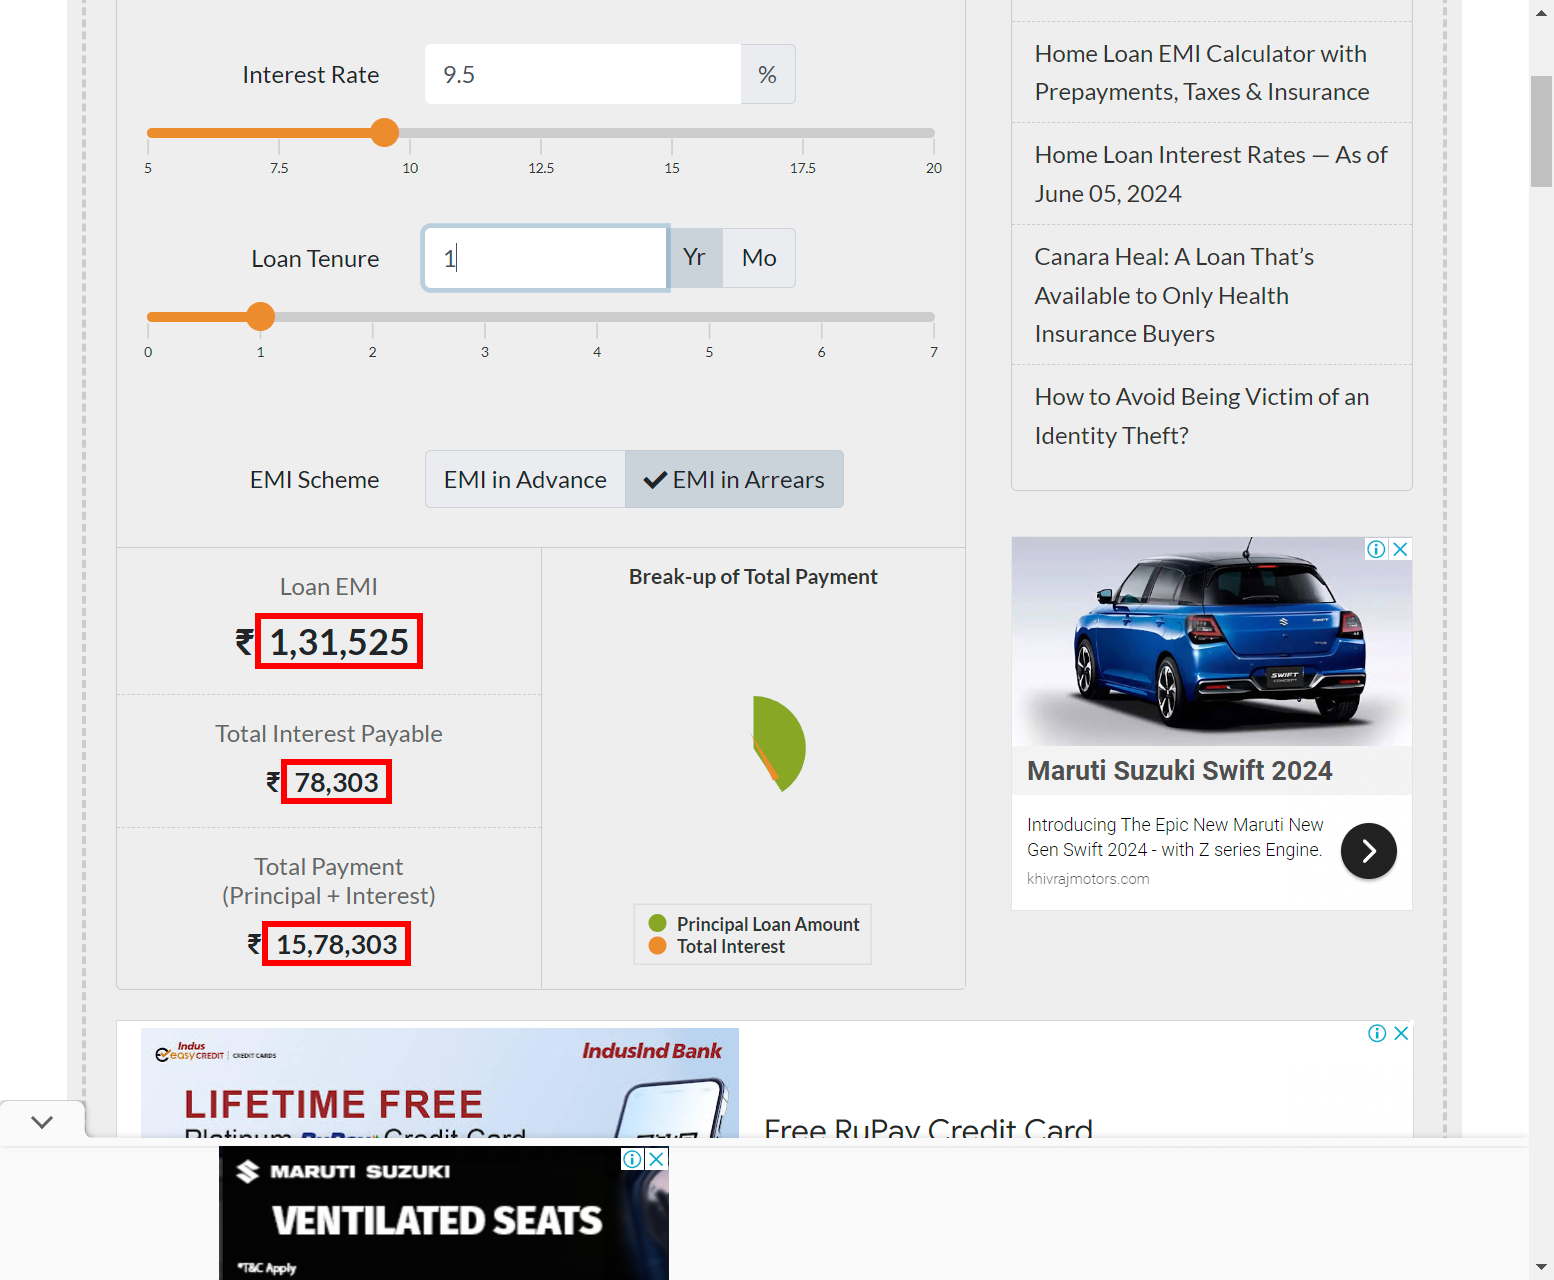 Interest Rate
9.5
%
5 7.5 10 12.5 15 17.5 20
Loan Tenure
1
Yr
Mo
0 1 2 3 4 5 6 7
EMI Scheme
EMI in Advance
EMI in Arrears
Loan EMI
₹ 1,31,525
Total Interest Payable
₹ 78,303
Total Payment
(Principal + Interest)
₹ 15,78,303
Break-up of Total Payment
Principal Loan Amount
Total Interest
Home Loan EMI Calculator with
Prepayments, Taxes & Insurance
Home Loan Interest Rates — As of
June 05, 2024
Canara Heal: A Loan That’s
Available to Only Health
Insurance Buyers
How to Avoid Being Victim of an
Identity Theft?
SWIFT
SWIFT
CONCEPT
Maruti Suzuki Swift 2024
Introducing The Epic New Maruti New
Gen Swift 2024 - with Z series Engine.
khivrajmotors.com
Indus
easyCREDIT | CREDIT CARDS
IndusInd Bank
LIFETIME FREE
Platinum RuPay Credit Card
Free RuPay Credit Card
MARUTI SUZUKI
VENTILATED SEATS
*T&C Apply